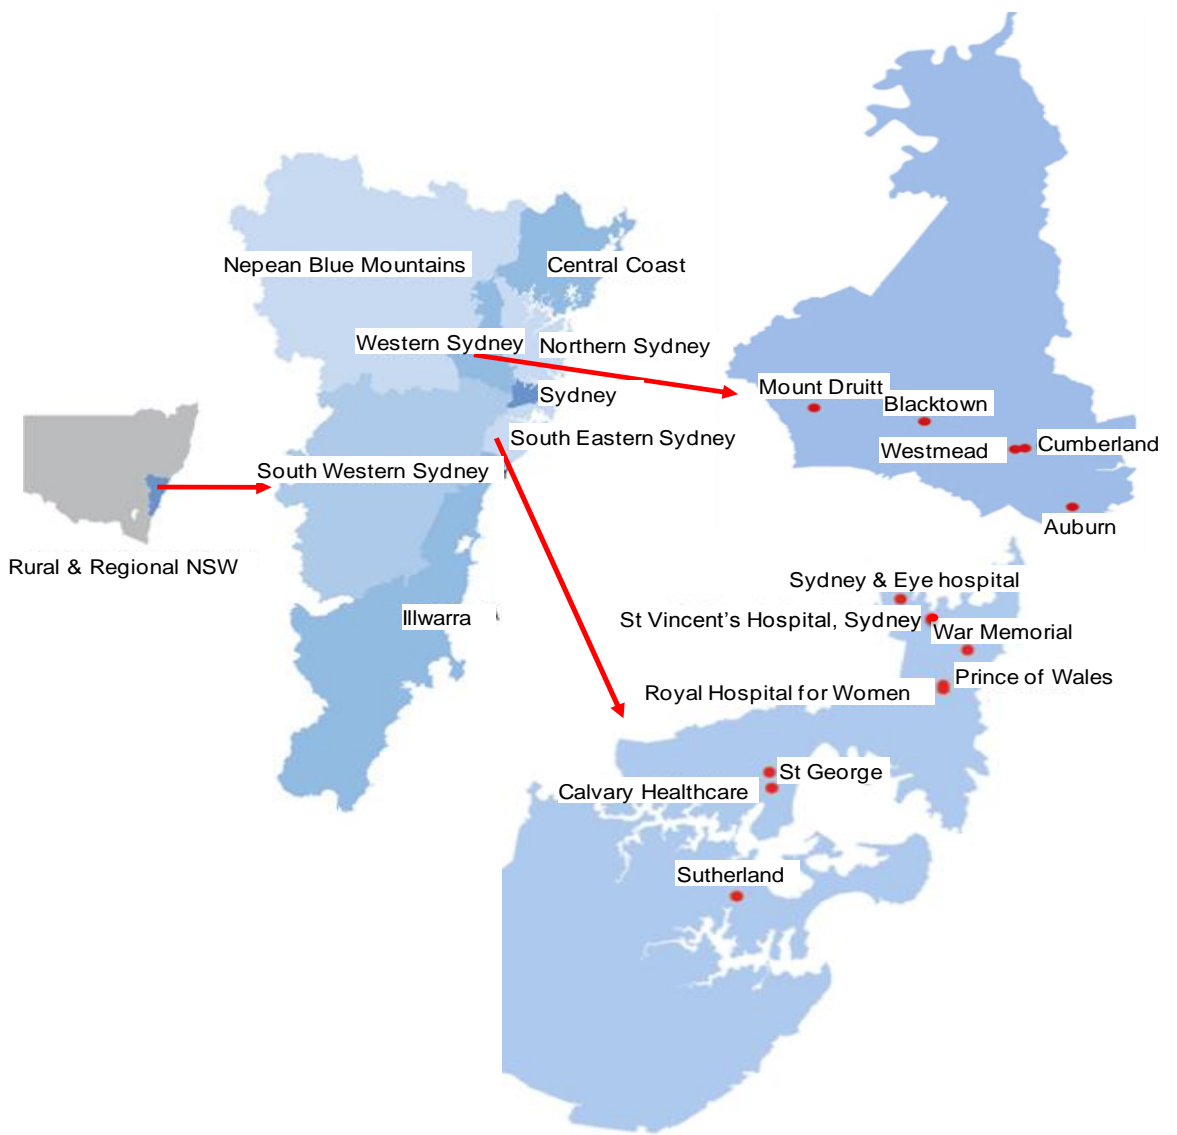 Nepean Blue Mountains
Central Coast
Western Sydney
Northern Sydney
Sydney
South Eastern Sydney
South Western Sydney
Rural & Regional NSW
Illwarra
Mount Druitt
Blacktown
Westmead
Cumberland
Auburn
Sydney & Eye hospital
St Vincent's Hospital, Sydney
War Memorial
Prince of Wales
Royal Hospital for Women
St George
Calvary Healthcare
Sutherland